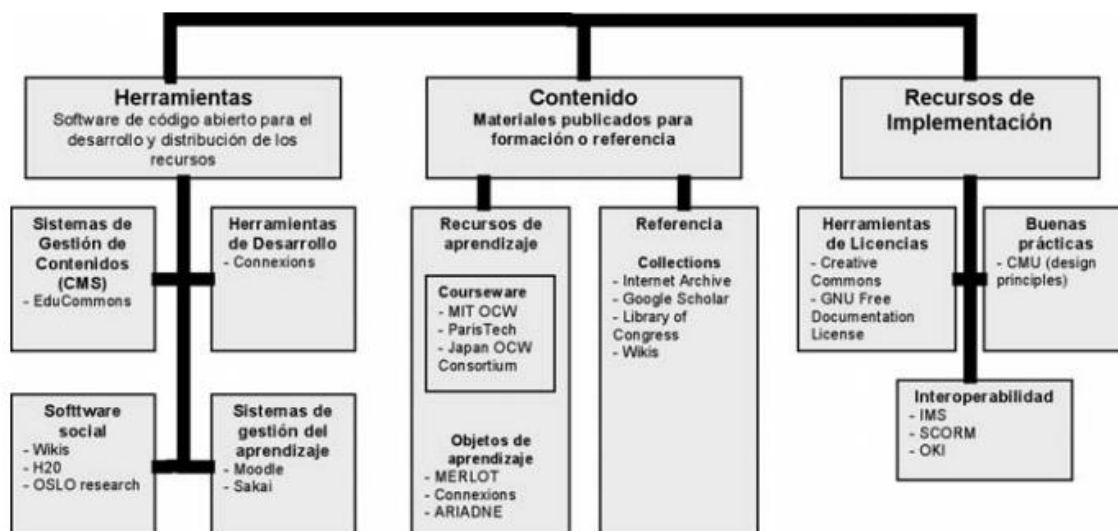 Herramientas
Software de código abierto para el
desarrollo y distribución de los
recursos
Contenido
Materiales publicados para
formación o referencia
Recursos de
Implementación
Sistemas de
Gestión de
Contenidos
(CMS)
- EduCommons
Herramientas
de Desarrollo
- Connexions
Softtware
social
- Wikis
- H20
- OSLO research
Sistemas de
gestión del
aprendizaje
- Moodle
- Sakai
Recursos de
aprendizaje
Courseware
- MIT OCW
- ParisTech
- Japan OCW
Consortium
Objetos de
aprendizaje
- MERLOT
- Connexions
- ARIADNE
Referencia
Collections
- Internet Archive
- Google Scholar
- Library of
Congress
- Wikis
Herramientas
de Licencias
- Creative
Commons
- GNU Free
Documentation
License
Buenas
prácticas
- CMU (design
principles)
Interoperabilidad
- IMS
- SCORM
- OKI